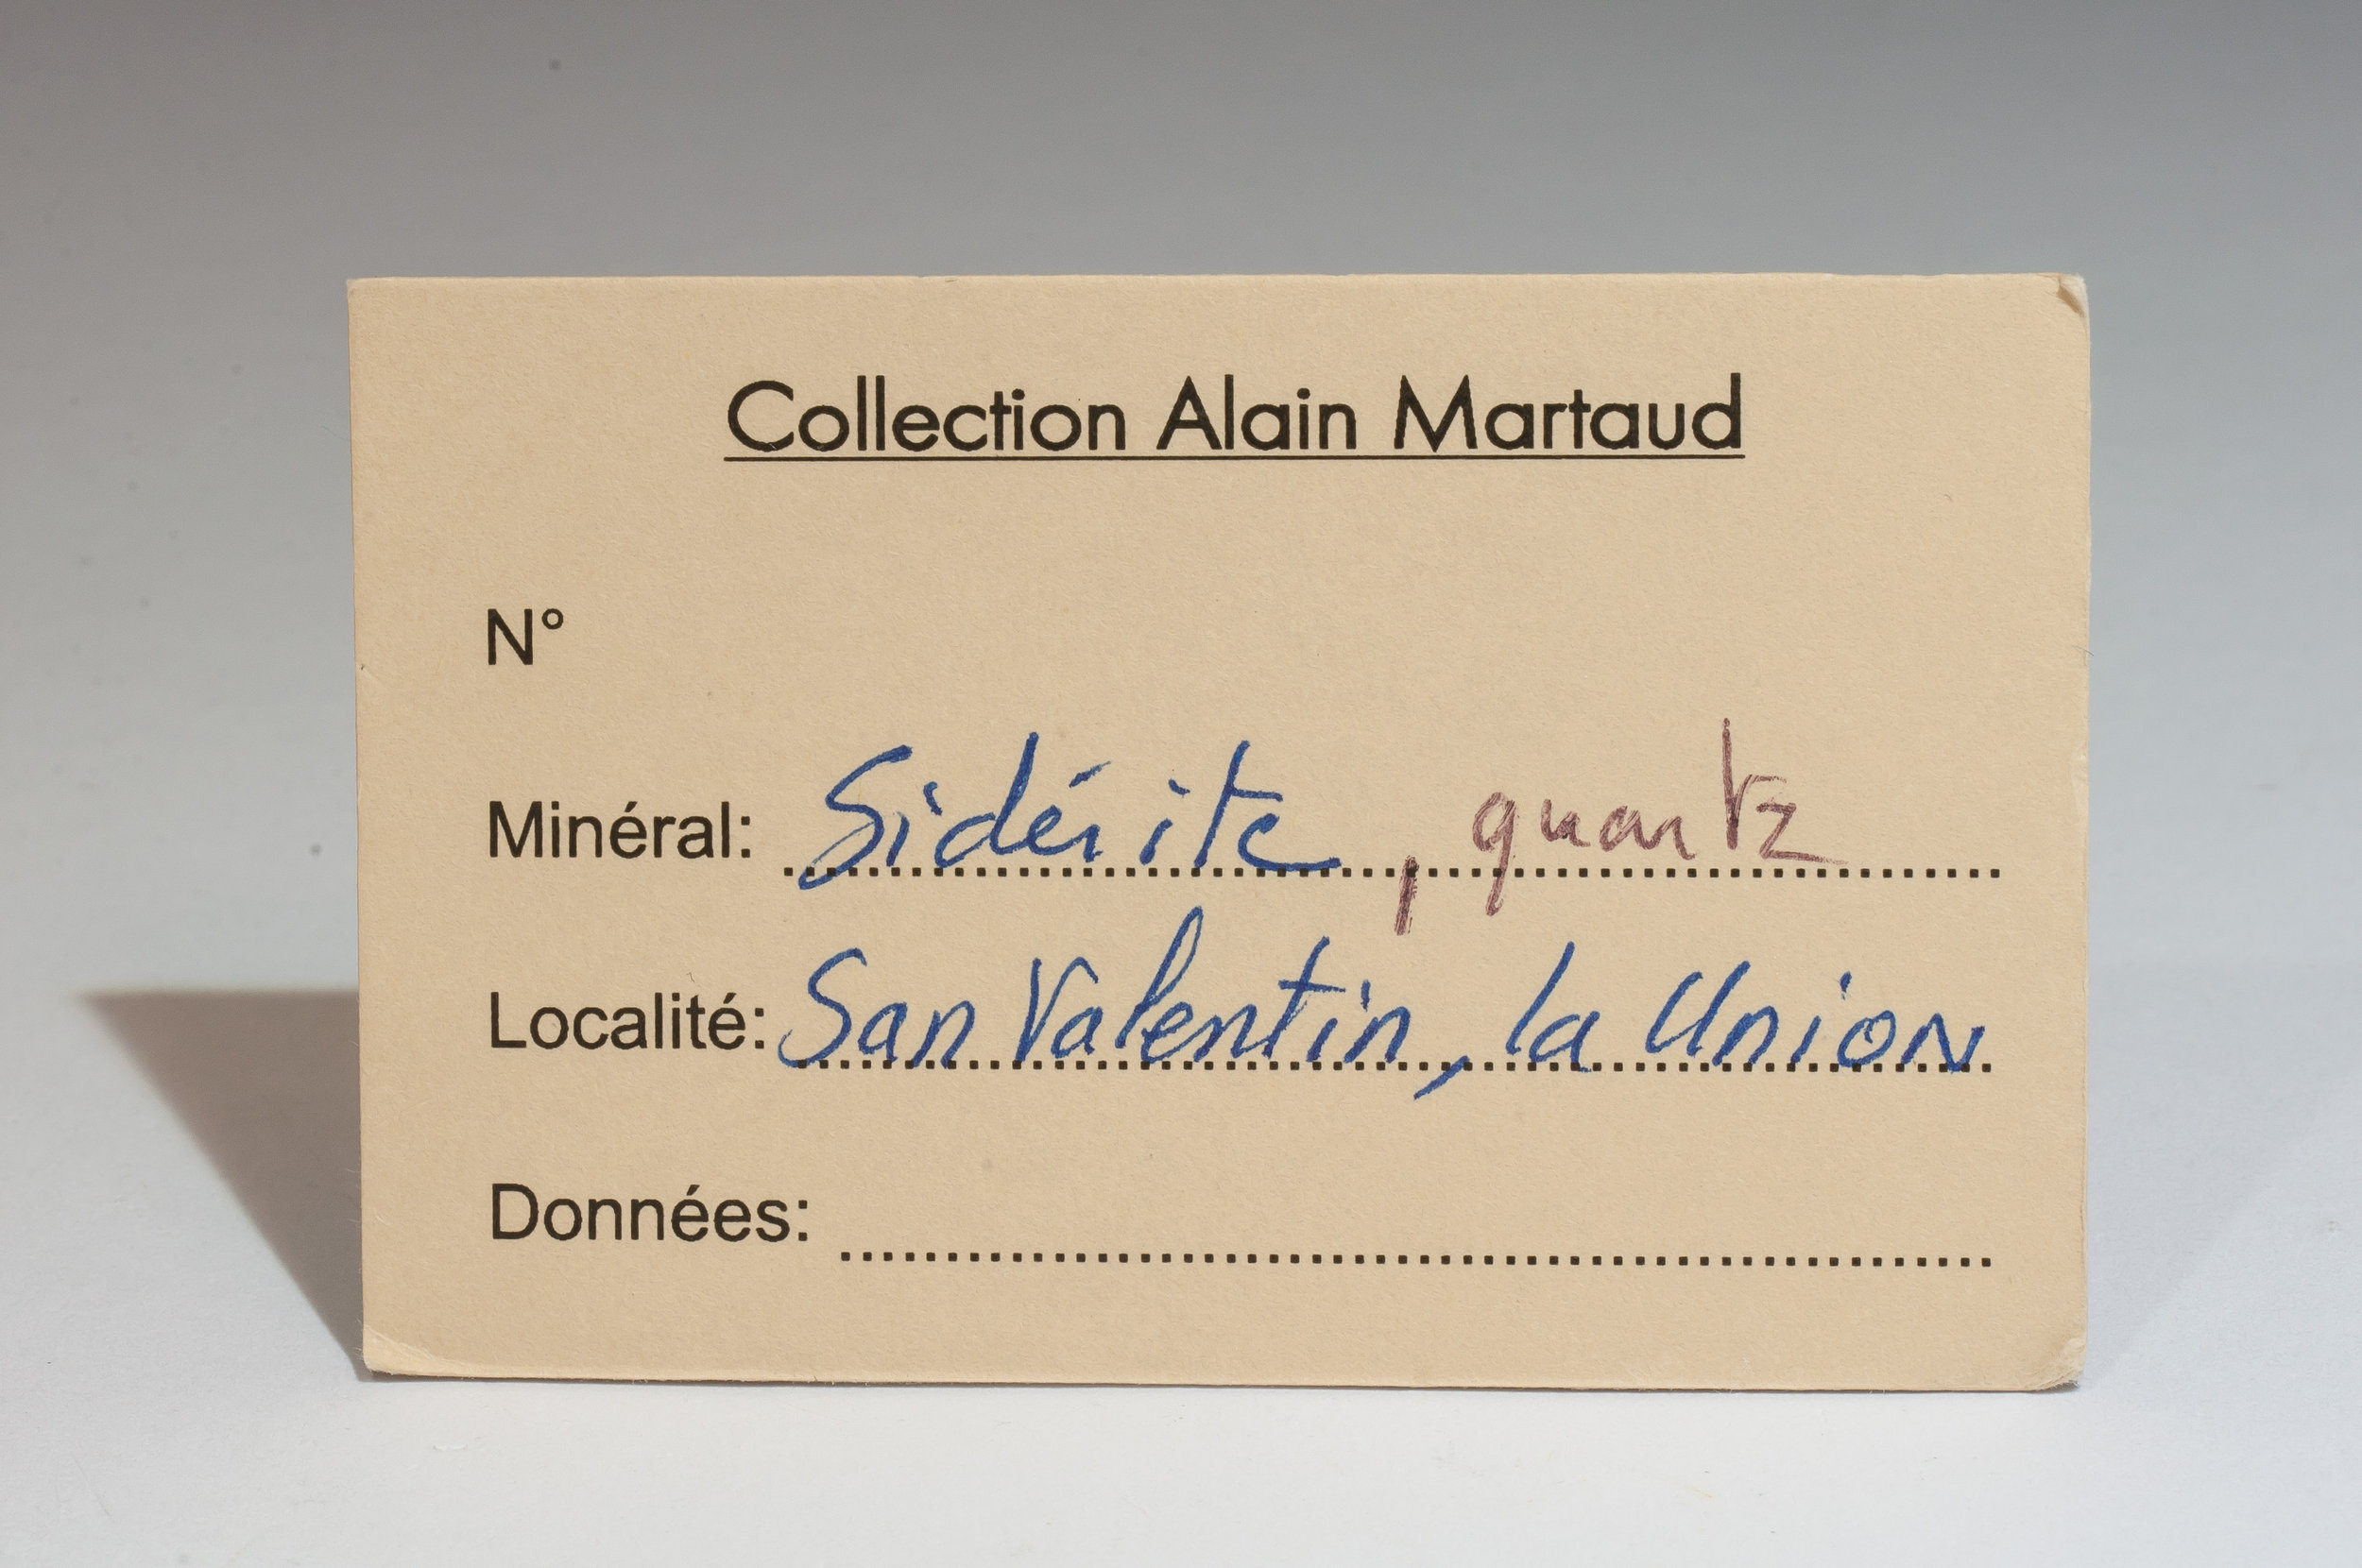 Collection Alain Martaud
N°
Minéral: Sidérite, quartz
Localité: San Valentin, la Union
Données: